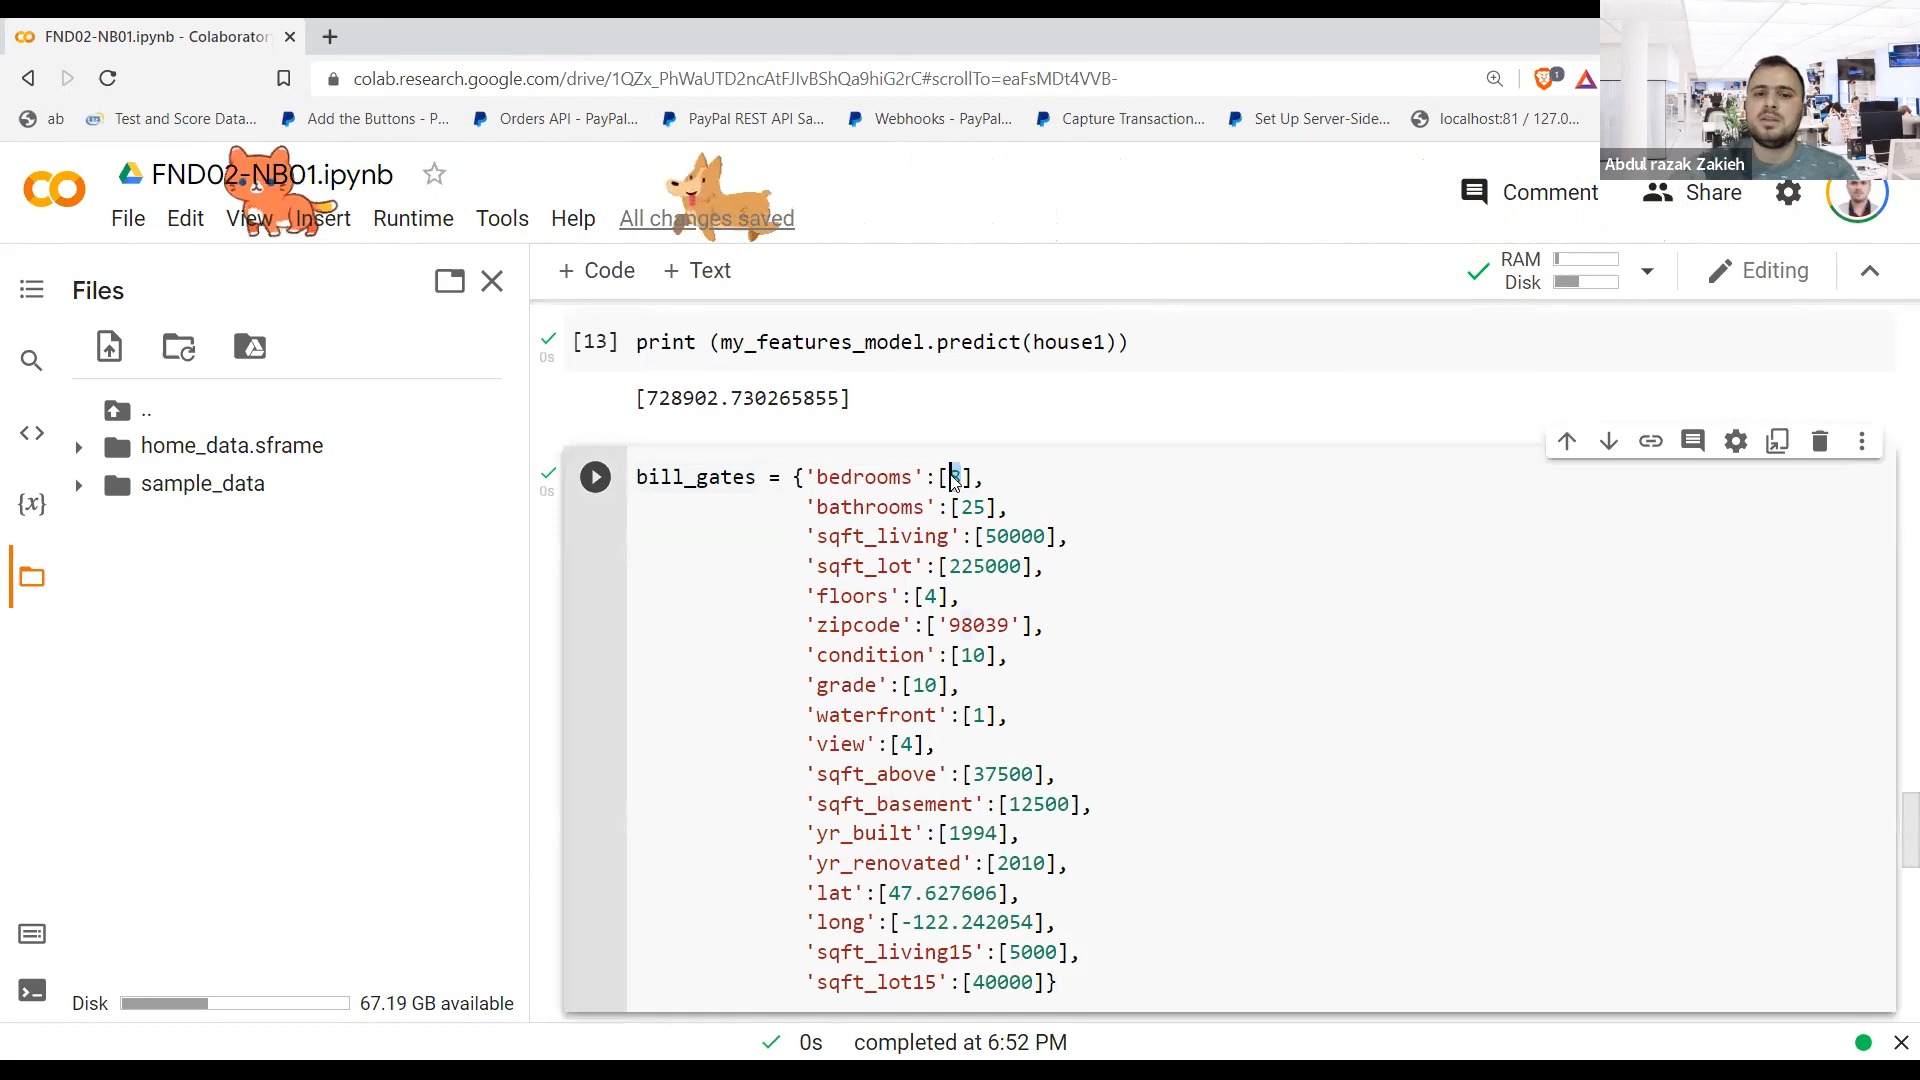 FND02-NB01.ipynb - Colaborator
colab.research.google.com/drive/1QZx_PhWaUTD2ncAtFJIvBShQa9hiG2rC#scrollTo=eaFsMDt4VVB-
1
ab
Test and Score Data...
Add the Buttons - P...
Orders API - PayPal...
PayPal REST API Sa...
Webhooks - PayPal...
Capture Transaction...
Set Up Server-Side...
localhost:81 / 127.0...
Abdul razak Zakieh
FND02-NB01.ipynb
Comment
Share
File Edit View Insert Runtime Tools Help All changes saved
+ Code + Text
RAM
Disk
Editing
Files
..
home_data.sframe
sample_data
{x}
Disk
67.19 GB available
0s
[13] print (my_features_model.predict(house1))
[728902.730265855]
0s
bill_gates = {'bedrooms':[8],
'bathrooms':[25],
'sqft_living':[50000],
'sqft_lot':[225000],
'floors':[4],
'zipcode':['98039'],
'condition':[10],
'grade':[10],
'waterfront':[1],
'view':[4],
'sqft_above':[37500],
'sqft_basement':[12500],
'yr_built':[1994],
'yr_renovated':[2010],
'lat':[47.627606],
'long':[-122.242054],
'sqft_living15':[5000],
'sqft_lot15':[40000]}
0s completed at 6:52 PM